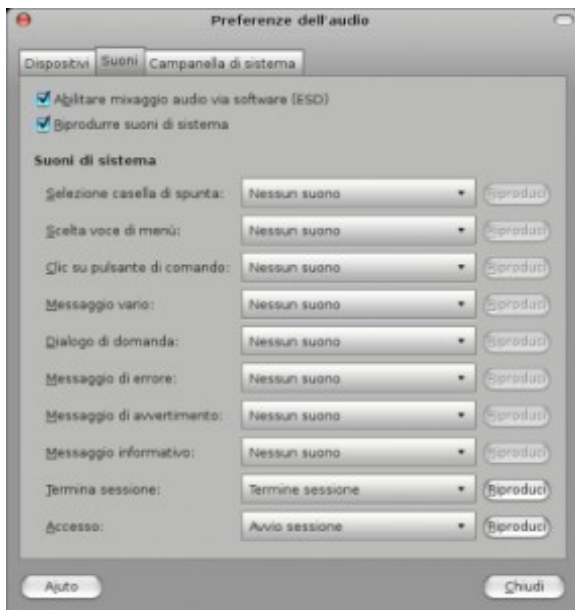 Preferenze dell'audio
Dispositivi Suoni Campanella di sistema
Abilitare mixaggio audio via software (ESD)
Riprodurre suoni di sistema
Suoni di sistema
Selezione casella di spunta: Nessun suono Riproduci
Scelta voce di menù: Nessun suono Riproduci
Clic su pulsante di comando: Nessun suono Riproduci
Messaggio vario: Nessun suono Riproduci
Dialogo di domanda: Nessun suono Riproduci
Messaggio di errore: Nessun suono Riproduci
Messaggio di avvertimento: Nessun suono Riproduci
Messaggio informativo: Nessun suono Riproduci
Termina sessione: Termine sessione Riproduci
Accesso: Avvio sessione Riproduci
Aiuto Chiudi